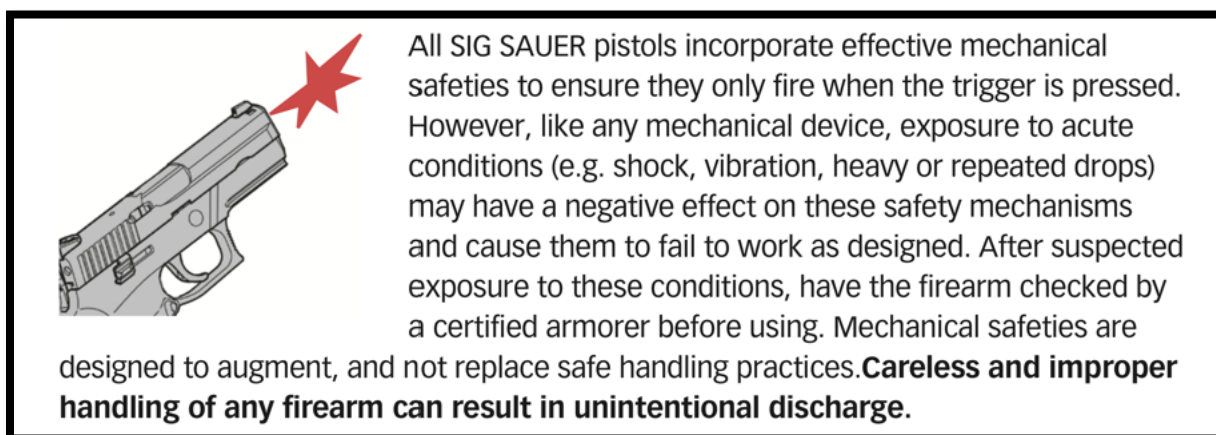 All SIG SAUER pistols incorporate effective mechanical
safeties to ensure they only fire when the trigger is pressed.
However, like any mechanical device, exposure to acute
conditions (e.g. shock, vibration, heavy or repeated drops)
may have a negative effect on these safety mechanisms
and cause them to fail to work as designed. After suspected
exposure to these conditions, have the firearm checked by
a certified armorer before using. Mechanical safeties are
designed to augment, and not replace safe handling practices.Careless and improper
handling of any firearm can result in unintentional discharge.